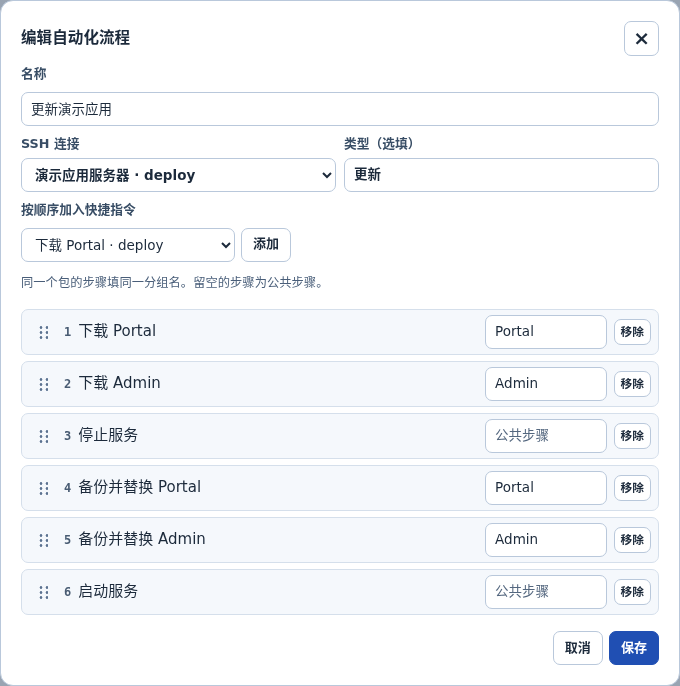 编辑自动化流程
×
名称
更新演示应用
SSH 连接
类型（选填）
演示应用服务器 · deploy
更新
按顺序加入快捷指令
下载 Portal · deploy
添加
同一个包的步骤填同一分组名。留空的步骤为公共步骤。
1 下载 Portal Portal 移除
2 下载 Admin Admin 移除
3 停止服务 公共步骤 移除
4 备份并替换 Portal Portal 移除
5 备份并替换 Admin Admin 移除
6 启动服务 公共步骤 移除
取消 保存